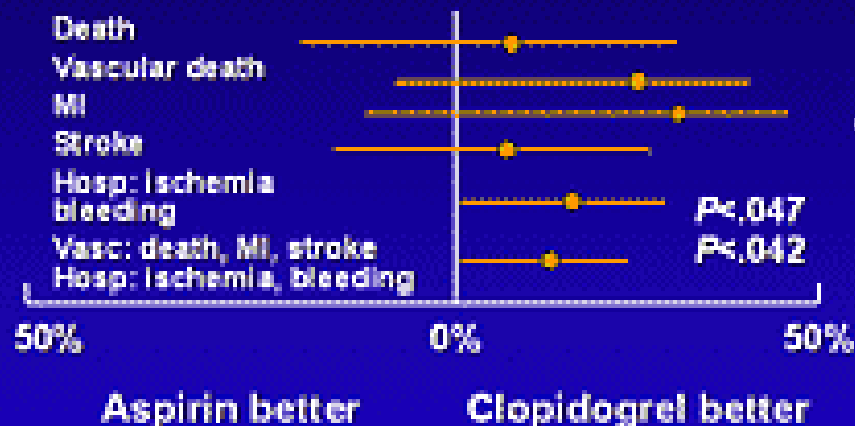 Death
Vascular death
MI
Stroke
Hosp: ischemia
bleeding
P<.047
Vasc: death, MI, stroke
P<.042
Hosp: ischemia, bleeding
50%
0%
50%
Aspirin better
Clopidogrel better